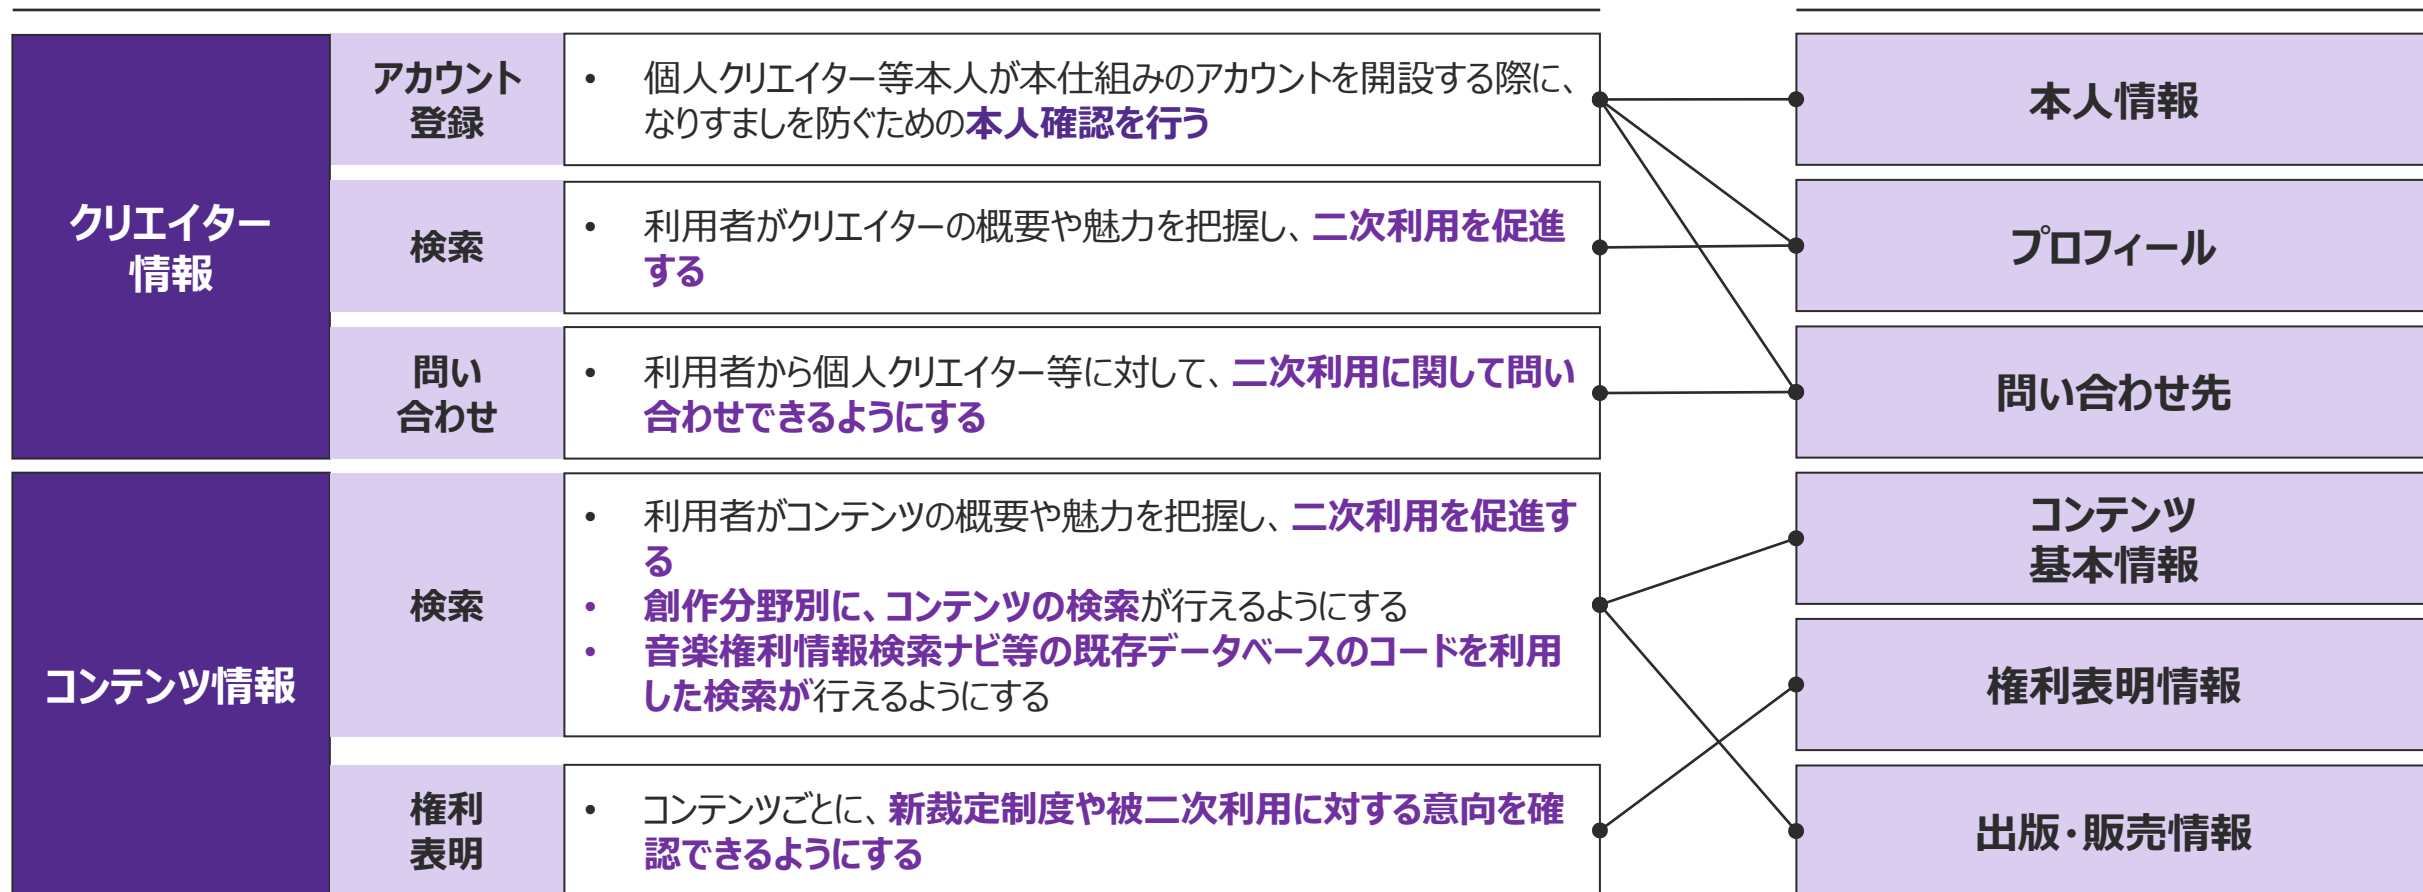 クリエイター
情報
アカウント
登録
• 個人クリエイター等本人が本仕組みのアカウントを開設する際に、
なりすましを防ぐための本人確認を行う
本人情報
検索
• 利用者がクリエイターの概要や魅力を把握し、二次利用を促進
する
プロフィール
問い
合わせ
• 利用者から個人クリエイター等に対して、二次利用に関して問い
合わせできるようにする
問い合わせ先
コンテンツ情報
検索
• 利用者がコンテンツの概要や魅力を把握し、二次利用を促進す
る
• 創作分野別に、コンテンツの検索が行えるようにする
• 音楽権利情報検索ナビ等の既存データベースのコードを利用
した検索が行えるようにする
コンテンツ
基本情報
権利表明情報
権利
表明
• コンテンツごとに、新裁定制度や被二次利用に対する意向を確
認できるようにする
出版・販売情報